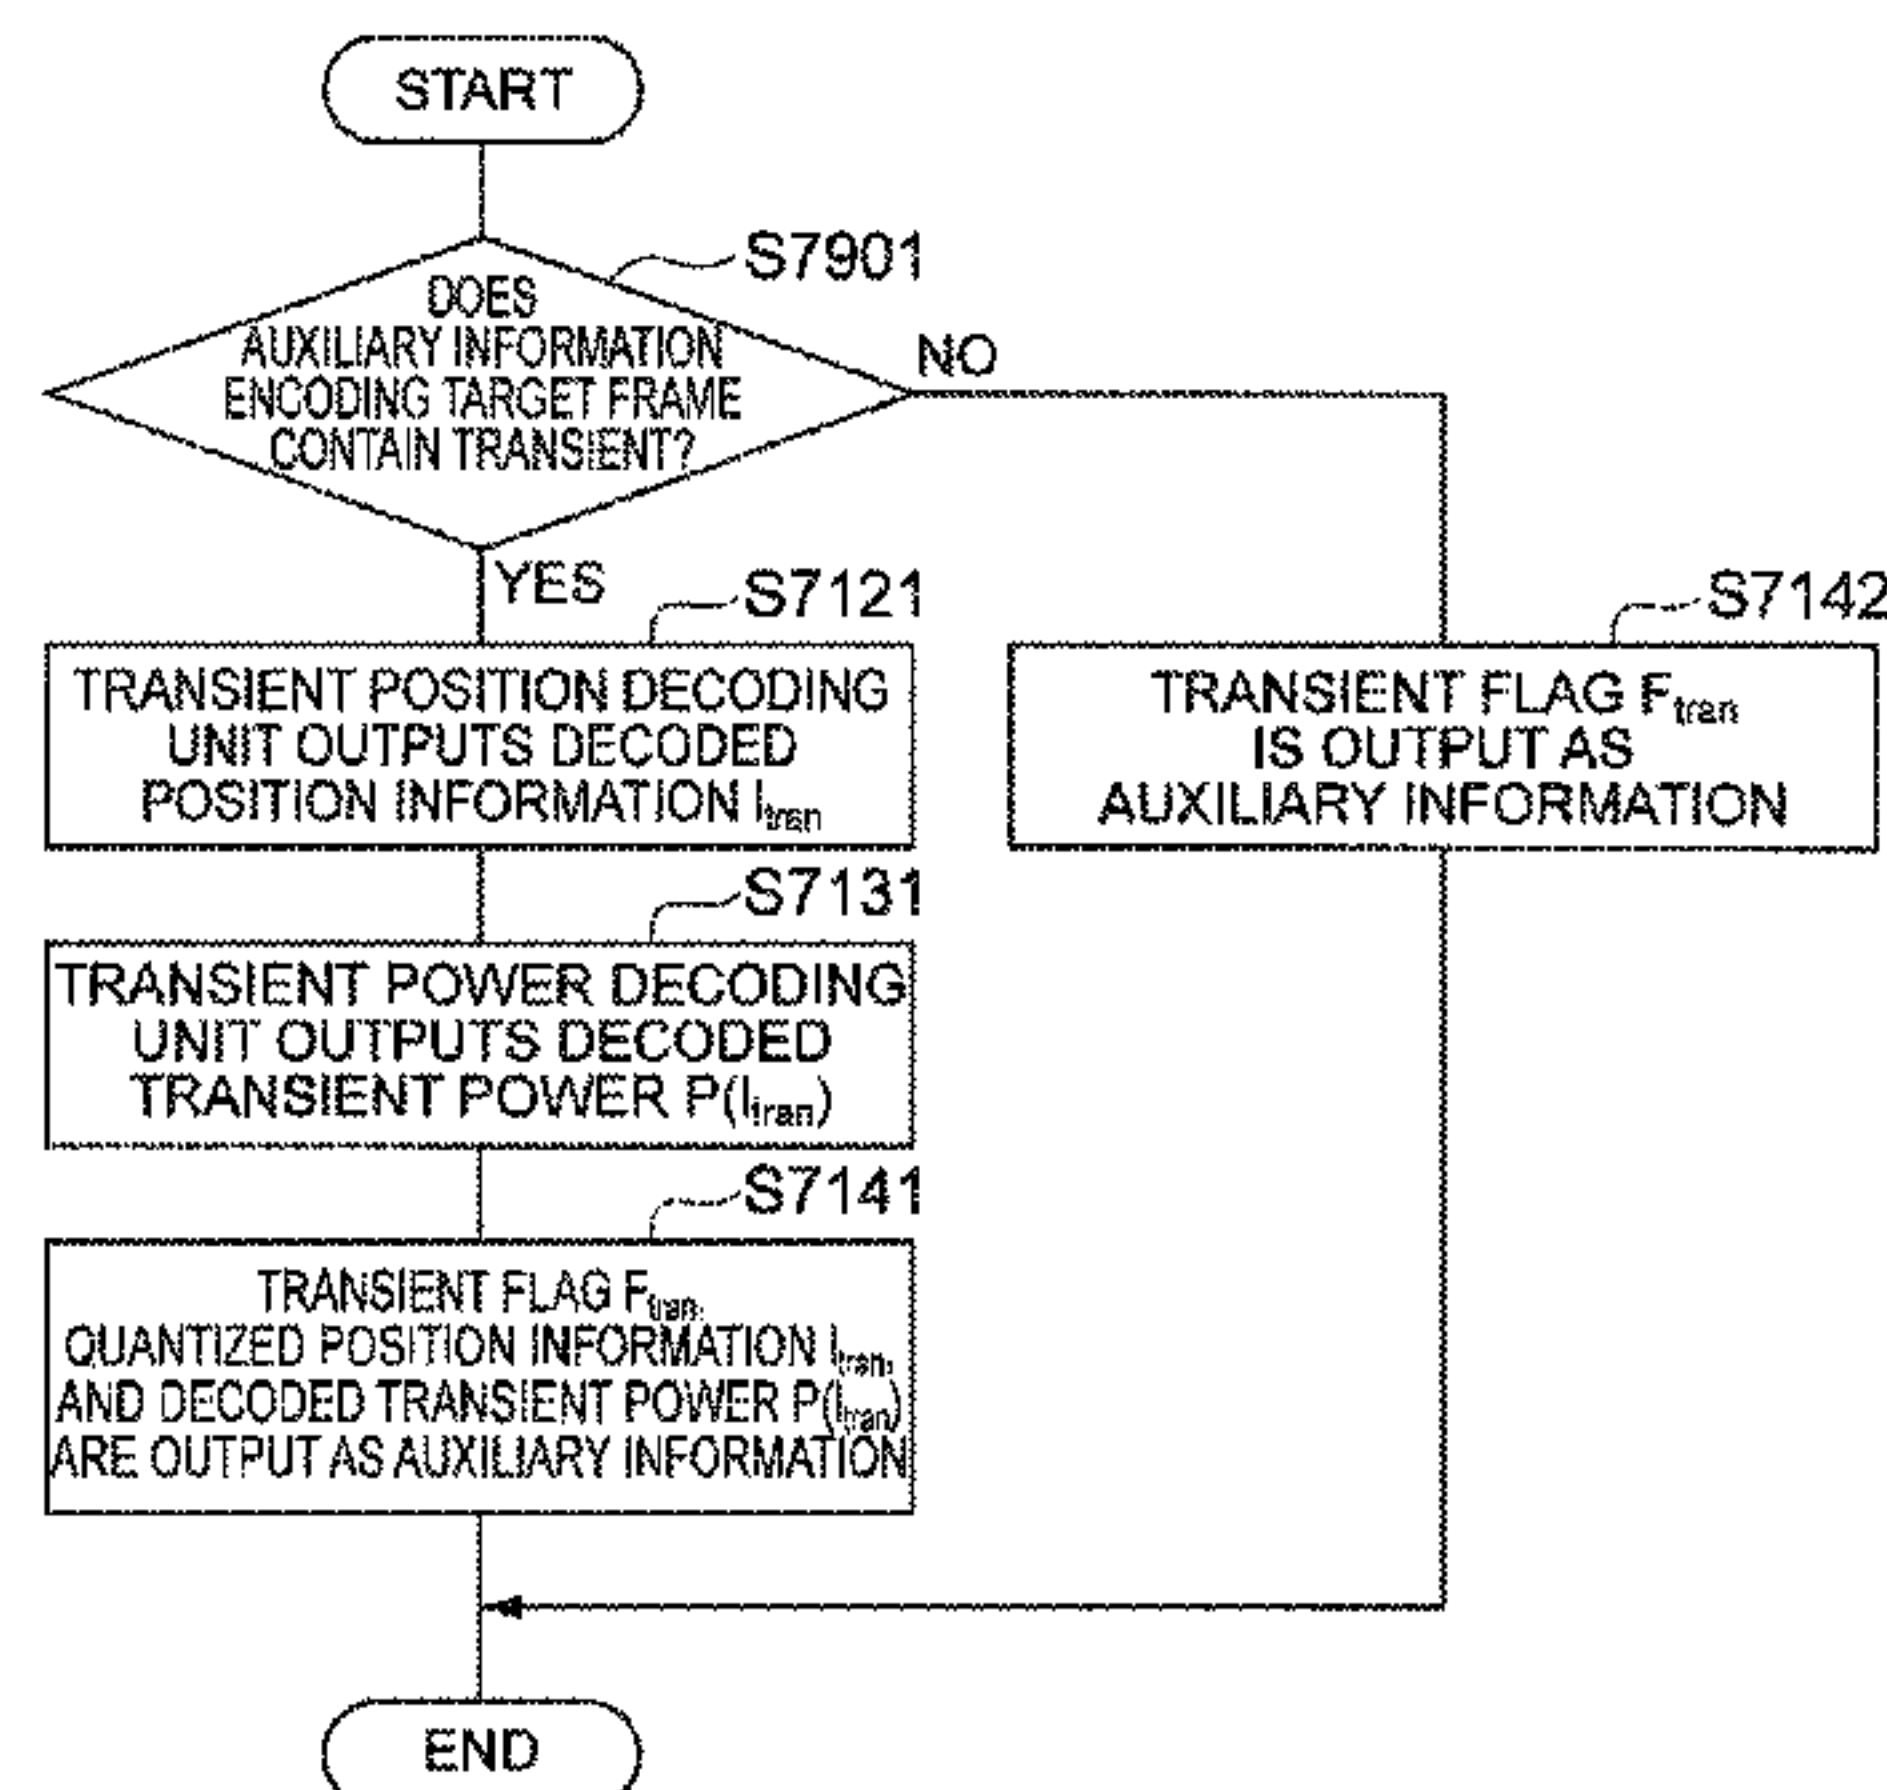 START
S7901
DOES
AUXILIARY INFORMATION
ENCODING TARGET FRAME
CONTAIN TRANSIENT?
NO
YES
S7121
TRANSIENT POSITION DECODING
UNIT OUTPUTS DECODED
POSITION INFORMATION Itran
S7142
TRANSIENT FLAG Ftran
IS OUTPUT AS
AUXILIARY INFORMATION
S7131
TRANSIENT POWER DECODING
UNIT OUTPUTS DECODED
TRANSIENT POWER P(Itran)
S7141
TRANSIENT FLAG Ftran,
QUANTIZED POSITION INFORMATION Itran,
AND DECODED TRANSIENT POWER P(Itran)
ARE OUTPUT AS AUXILIARY INFORMATION
END